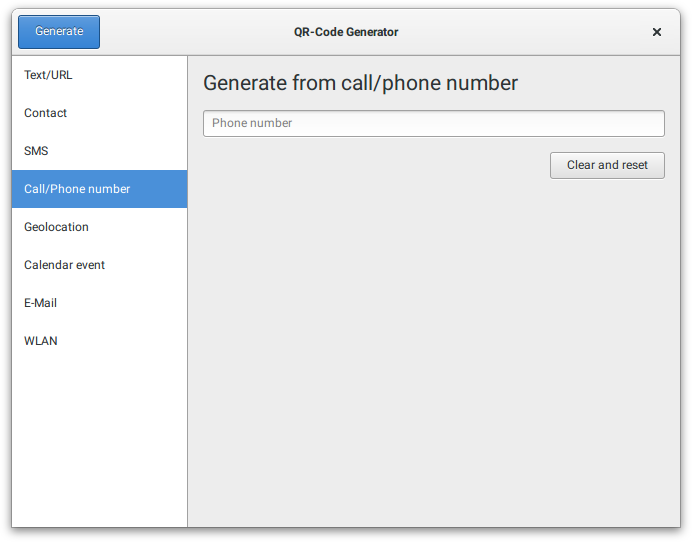 Generate
QR-Code Generator
Text/URL
Contact
SMS
Call/Phone number
Geolocation
Calendar event
E-Mail
WLAN
Generate from call/phone number
Phone number
Clear and reset